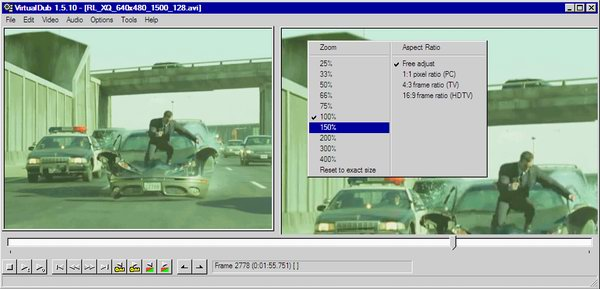 VirtualDub 1.5.10 - [RL_XQ_640x480_1500_128.avi]
File Edit Video Audio Options Tools Help
Zoom
25%
33%
50%
66%
75%
100%
150%
200%
300%
400%
Reset to exact size
Aspect Ratio
Free adjust
1:1 pixel ratio (PC)
4:3 frame ratio (TV)
16:9 frame ratio (HDTV)
Frame 2778 (0:01:55.751) [ ]